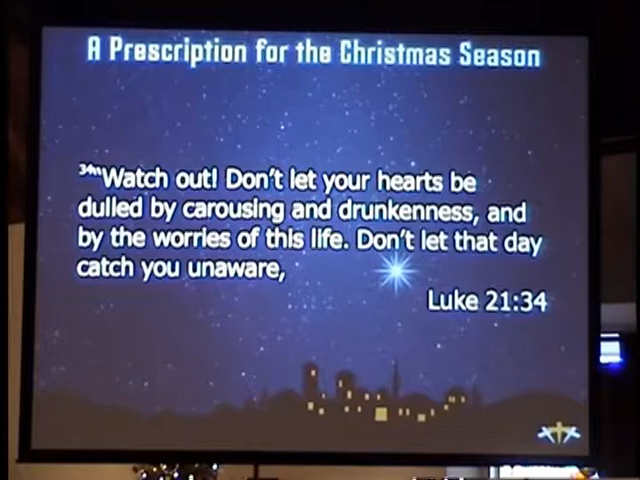 A Prescription for the Christmas Season
34"“Watch out! Don't let your hearts be
dulled by carousing and drunkenness, and
by the worries of this life. Don't let that day
catch you unaware,
Luke 21:34